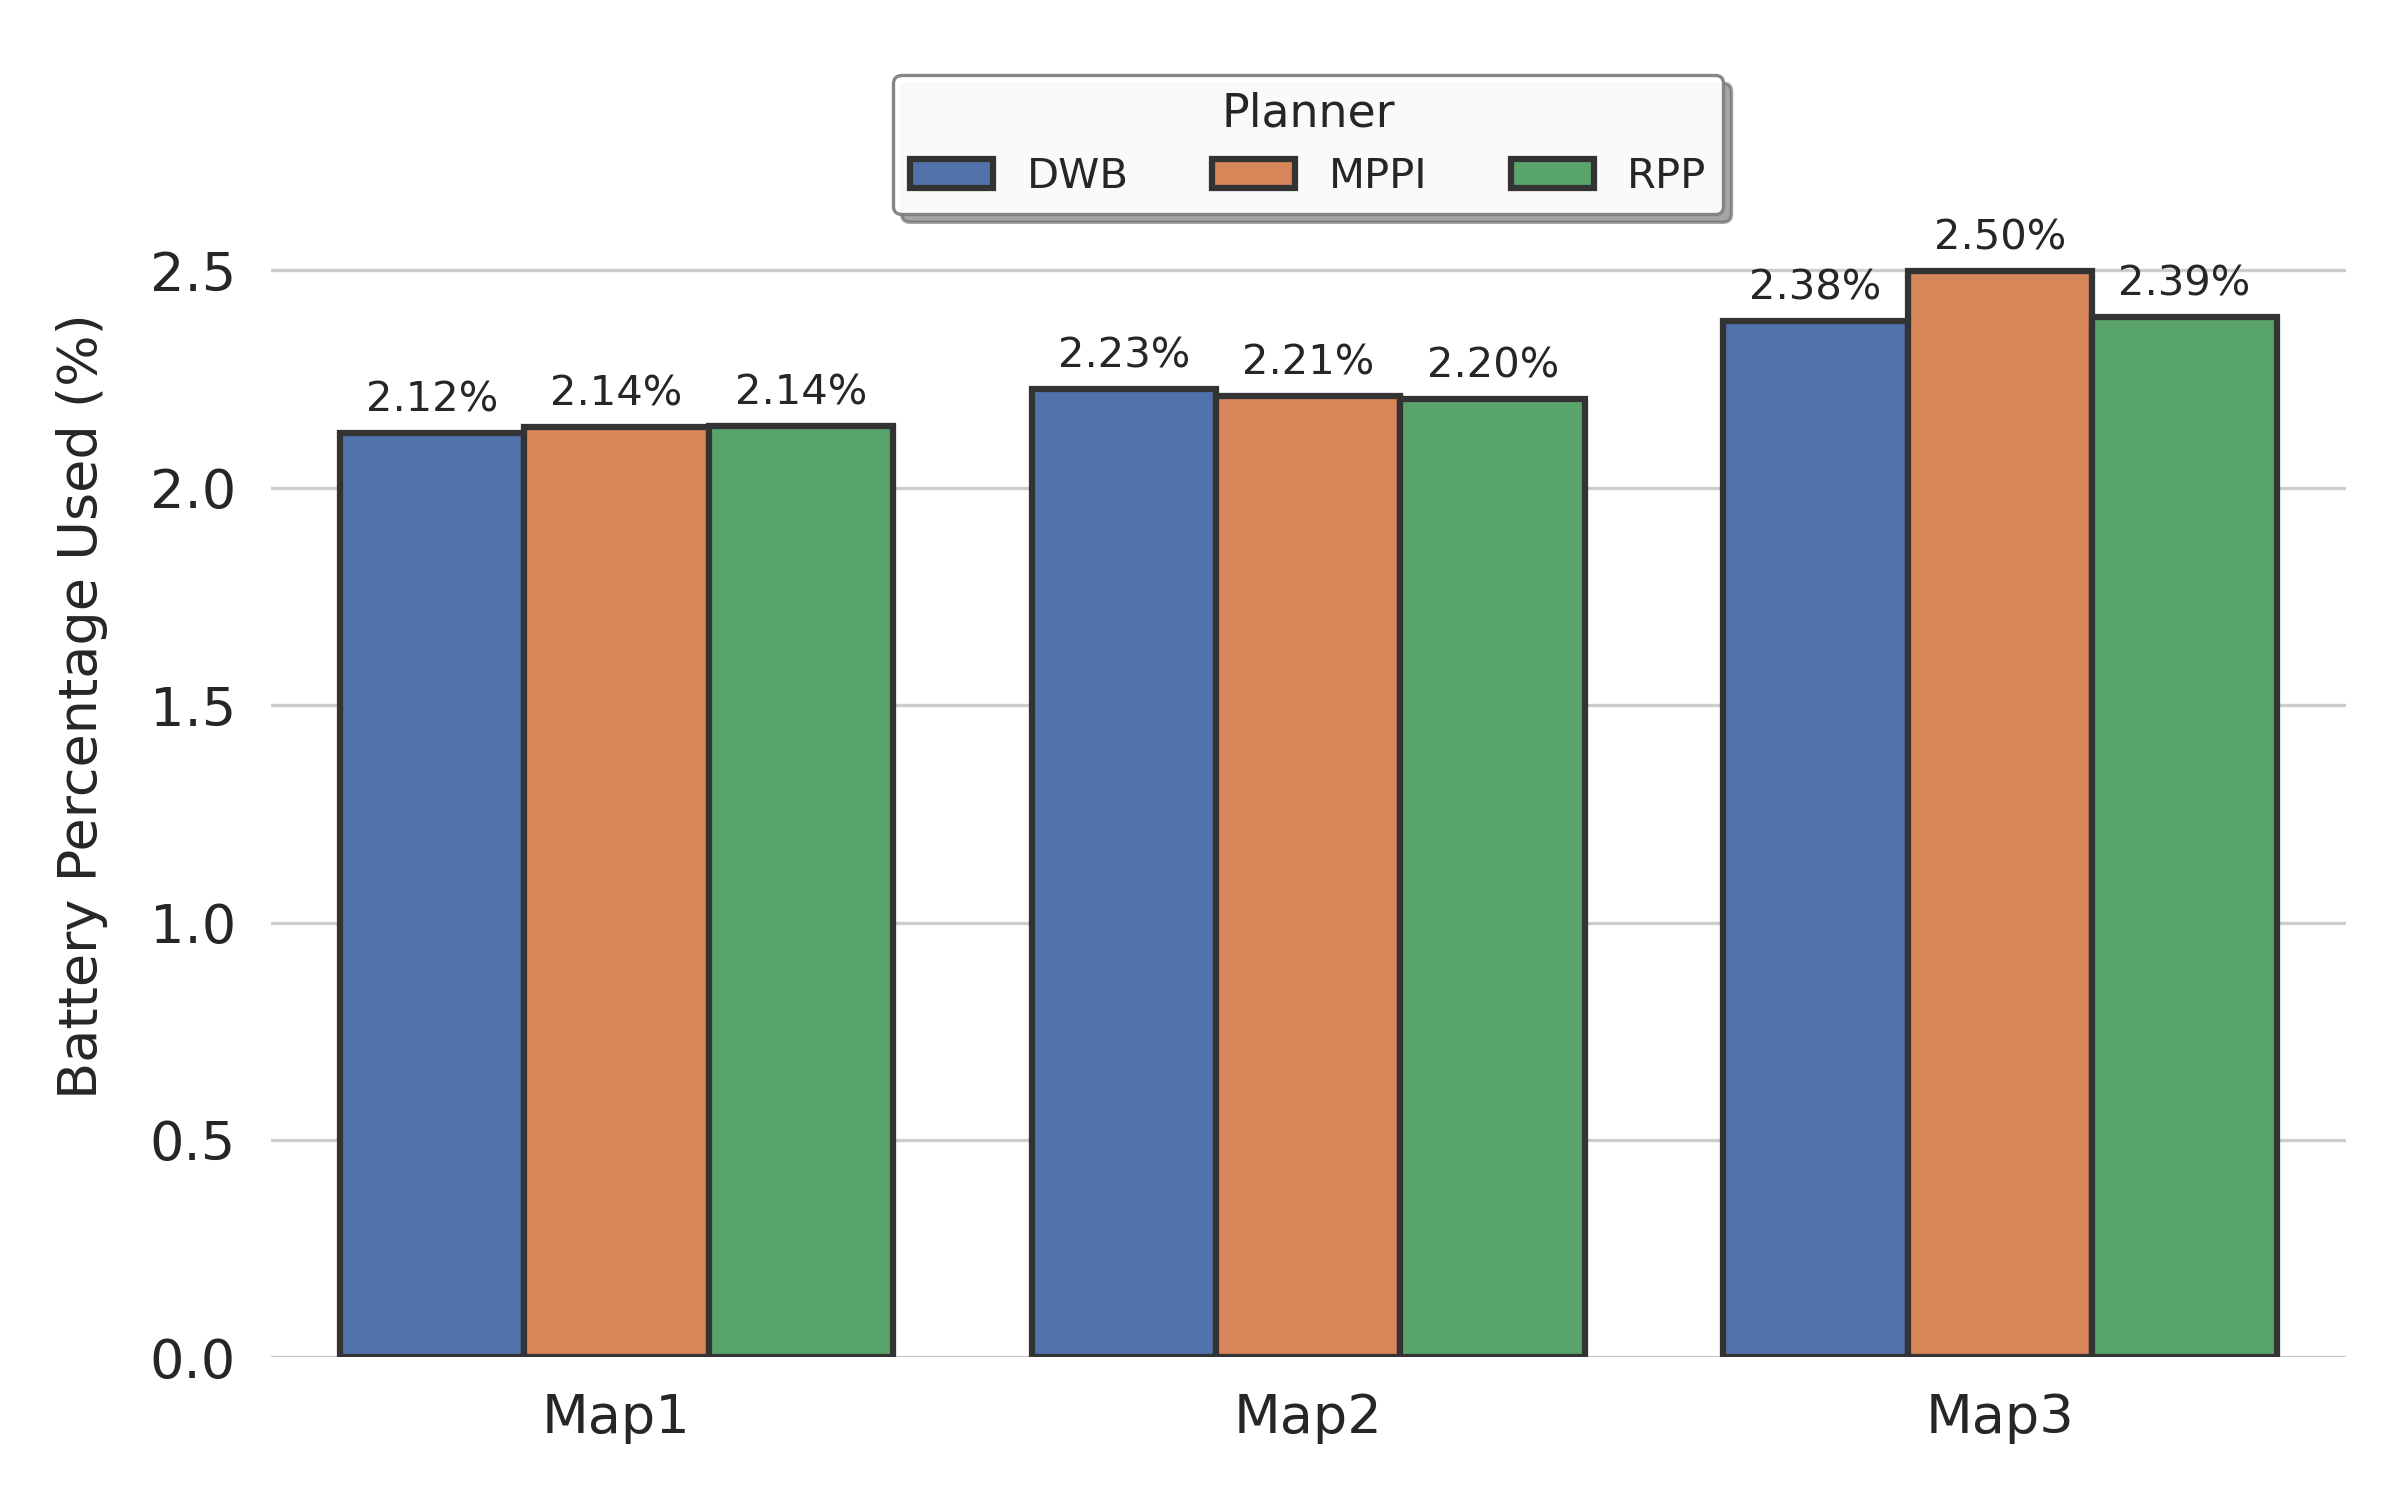 Planner
DWB MPPI RPP
Battery Percentage Used (%)
2.5
2.0
1.5
1.0
0.5
0.0
2.12% 2.14% 2.14%
2.23% 2.21% 2.20%
2.38% 2.50% 2.39%
Map1 Map2 Map3